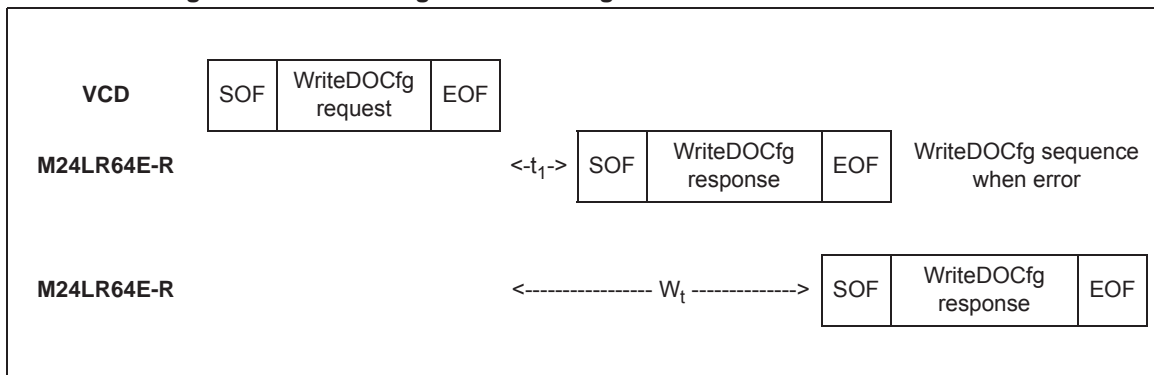 VCD SOF WriteDOCfg request EOF
M24LR64E-R <-t1-> SOF WriteDOCfg response EOF WriteDOCfg sequence when error
M24LR64E-R <----------------- Wt --------------> SOF WriteDOCfg response EOF